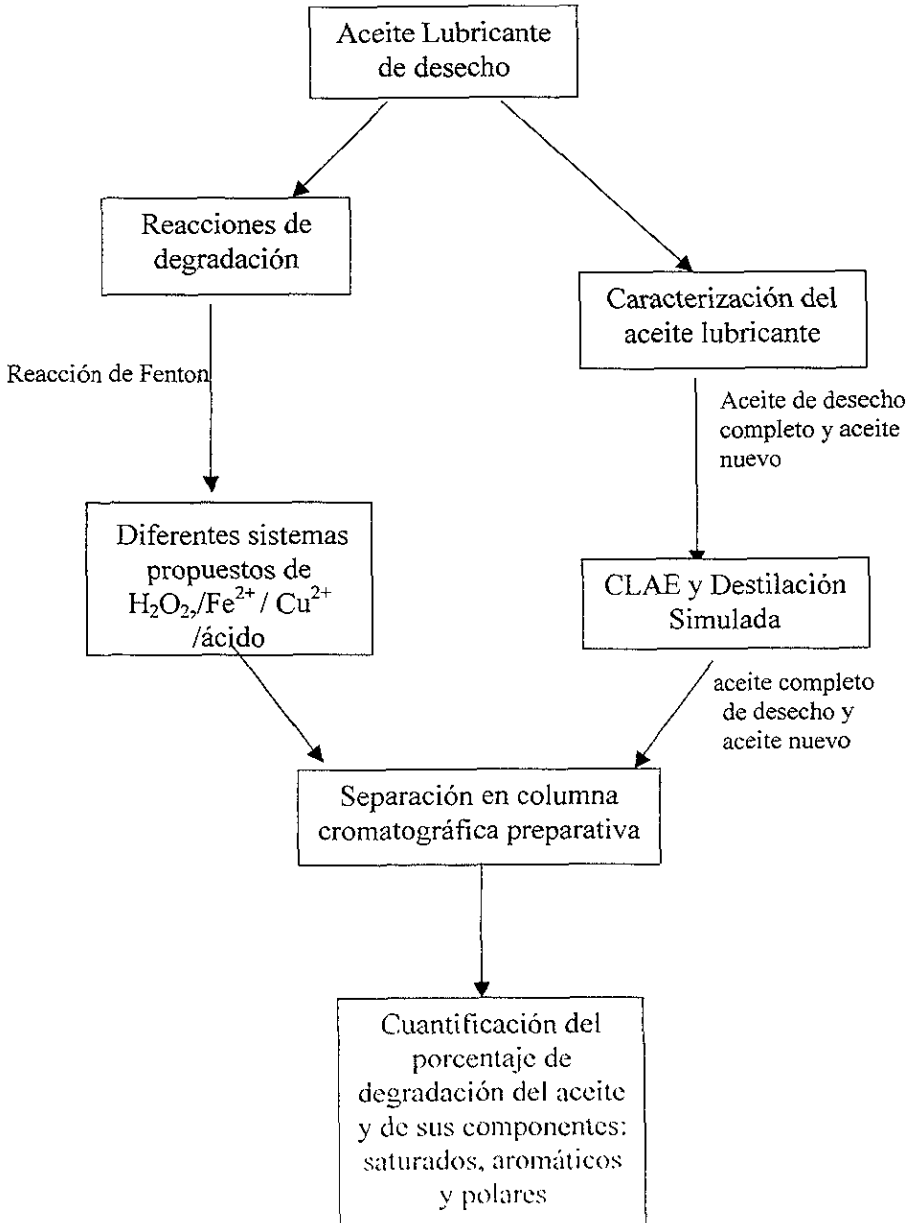 Aceite Lubricante
de desecho
Reacciones de
degradación
Caracterización del
aceite lubricante
Reacción de Fenton
Aceite de desecho
completo y aceite
nuevo
Diferentes sistemas
propuestos de
H₂O₂,/Fe²⁺ / Cu²⁺
/ácido
CLAE y Destilación
Simulada
aceite completo
de desecho y
aceite nuevo
Separación en columna
cromatográfica preparativa
Cuantificación del
porcentaje de
degradación del aceite
y de sus componentes:
saturados, aromáticos
y polares